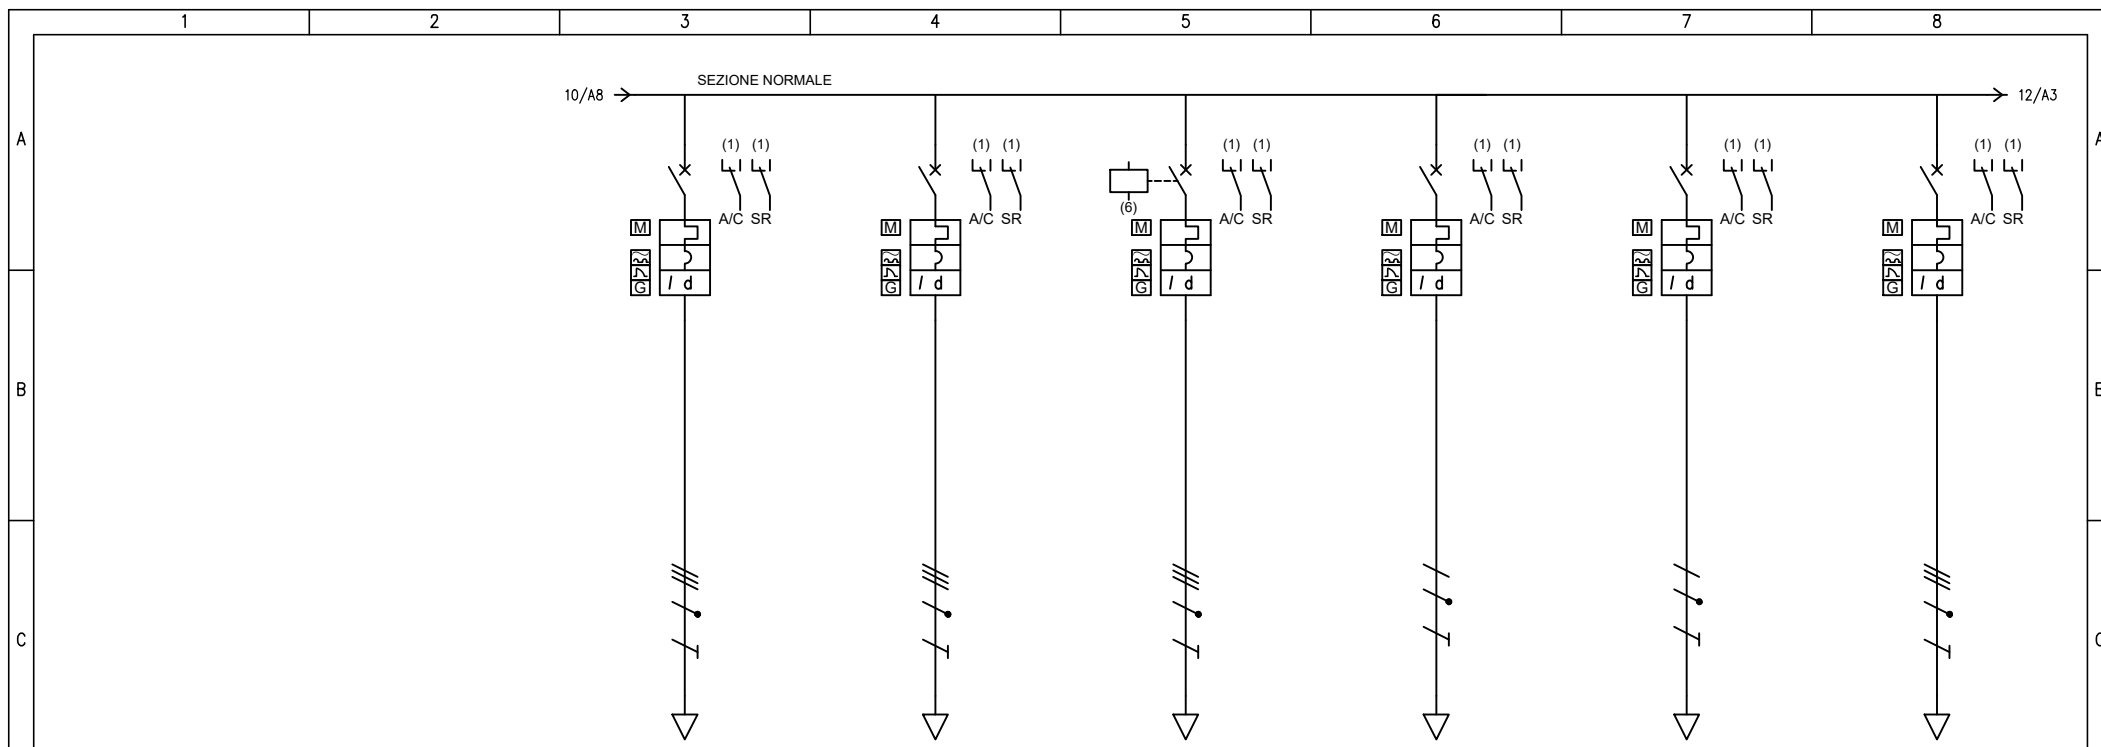 1 2 3 4 5 6 7 8
SEZIONE NORMALE
10/A8 12/A3
A A
(1) (1) (1) (1) (1) (1) (1) (1) (1) (1) (1) (1)
(6)
A/C SR A/C SR A/C SR A/C SR A/C SR A/C SR
M M M M M M
G I d G I d G I d G I d G I d G I d
B B
C C